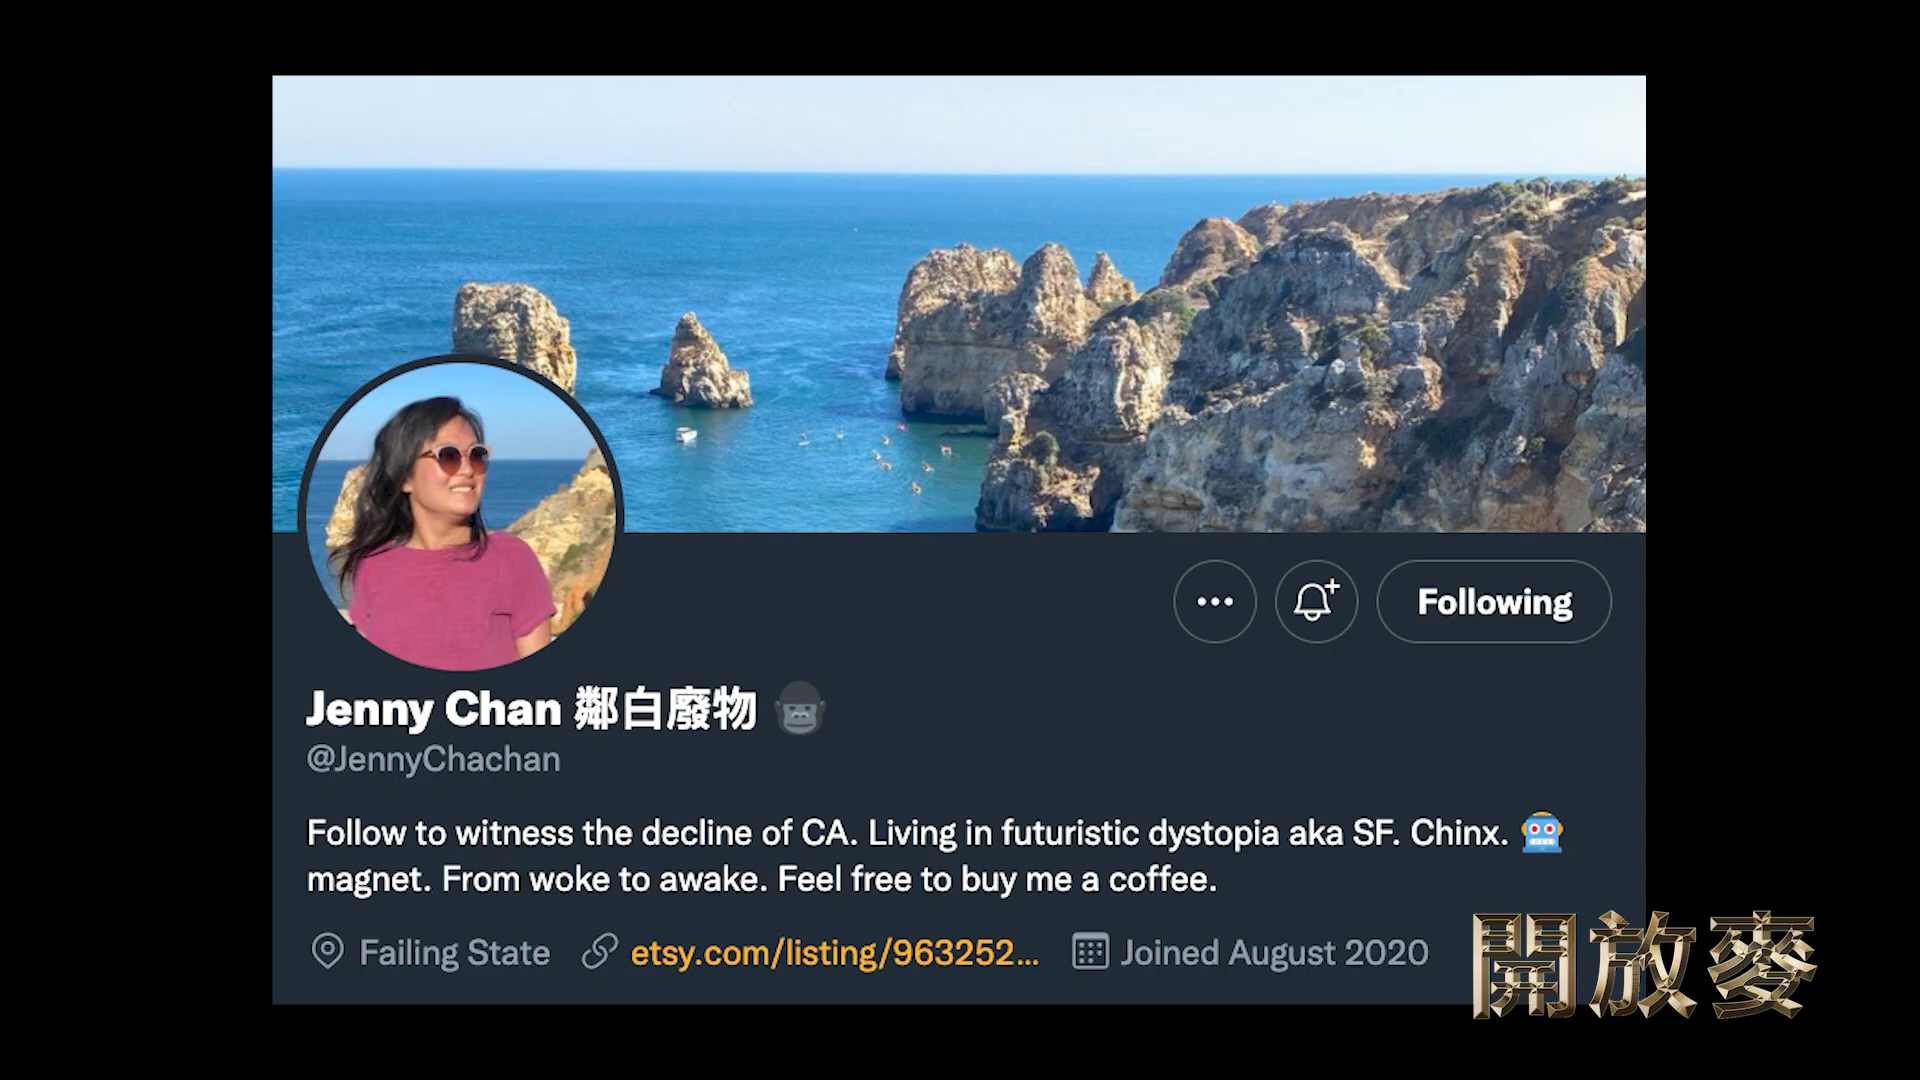 Following
Jenny Chan 鄰白廢物
@JennyChachan
Follow to witness the decline of CA. Living in futuristic dystopia aka SF. Chinx. 🤖
magnet. From woke to awake. Feel free to buy me a coffee.
Failing State etsy.com/listing/963252... Joined August 2020
開放麥